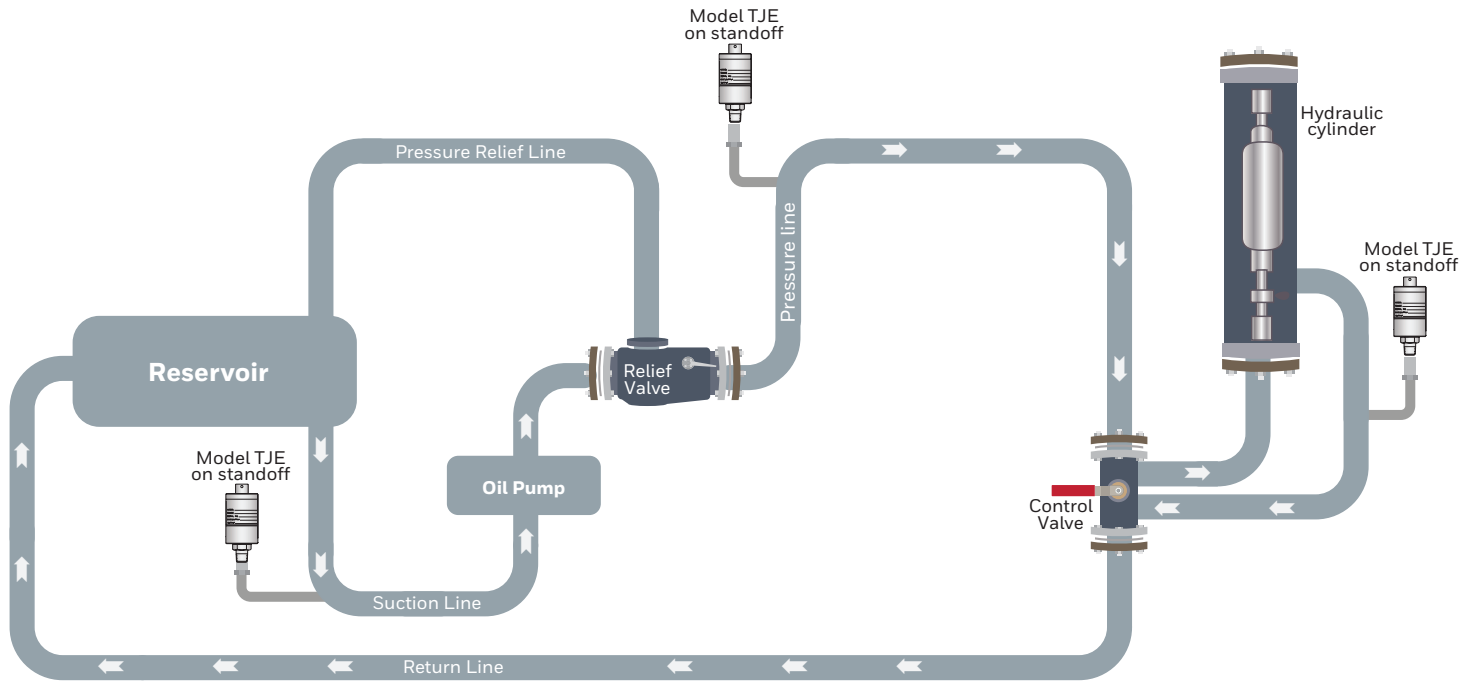 Model TJE
on standoff
Hydraulic
cylinder
Pressure Relief Line
Pressure line
Model TJE
on standoff
Reservoir
Relief
Valve
Model TJE
on standoff
Oil Pump
Control
Valve
Suction Line
Return Line